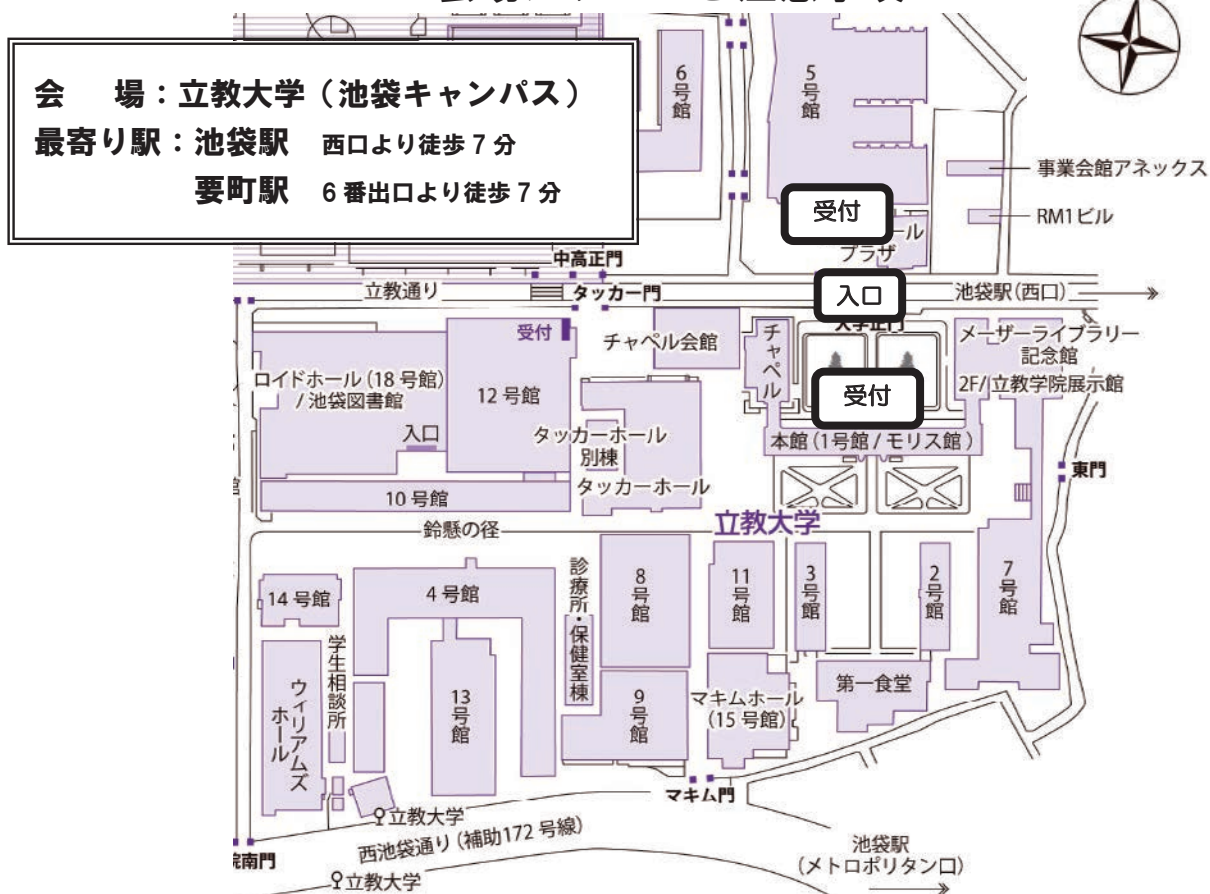 会　場：立教大学（池袋キャンパス）
最寄り駅：池袋駅　西口より徒歩７分
要町駅　６番出口より徒歩７分
6号館
5号館
事業会館アネックス
RM1ビル
受付
ール
プラザ
中高正門
立教通り
タッカー門
入口
池袋駅(西口)
大学正門
受付
チャペル会館
チャペル
メーザーライブラリー
記念館
2F/立教学院展示館
ロイドホール(18号館)
/池袋図書館
12号館
受付
入口
タッカーホール
別棟
本館(1号館/モリス館)
東門
タッカーホール
10号館
鈴懸の径
立教大学
14号館
4号館
診療所・保健室棟
8号館
11号館
3号館
2号館
7号館
学生相談所
ウィリアムズ
ホール
13号館
9号館
マキムホール
(15号館)
第一食堂
マキム門
立教大学
西池袋通り(補助172号線)
池袋駅
(メトロポリタン口)
院南門
立教大学